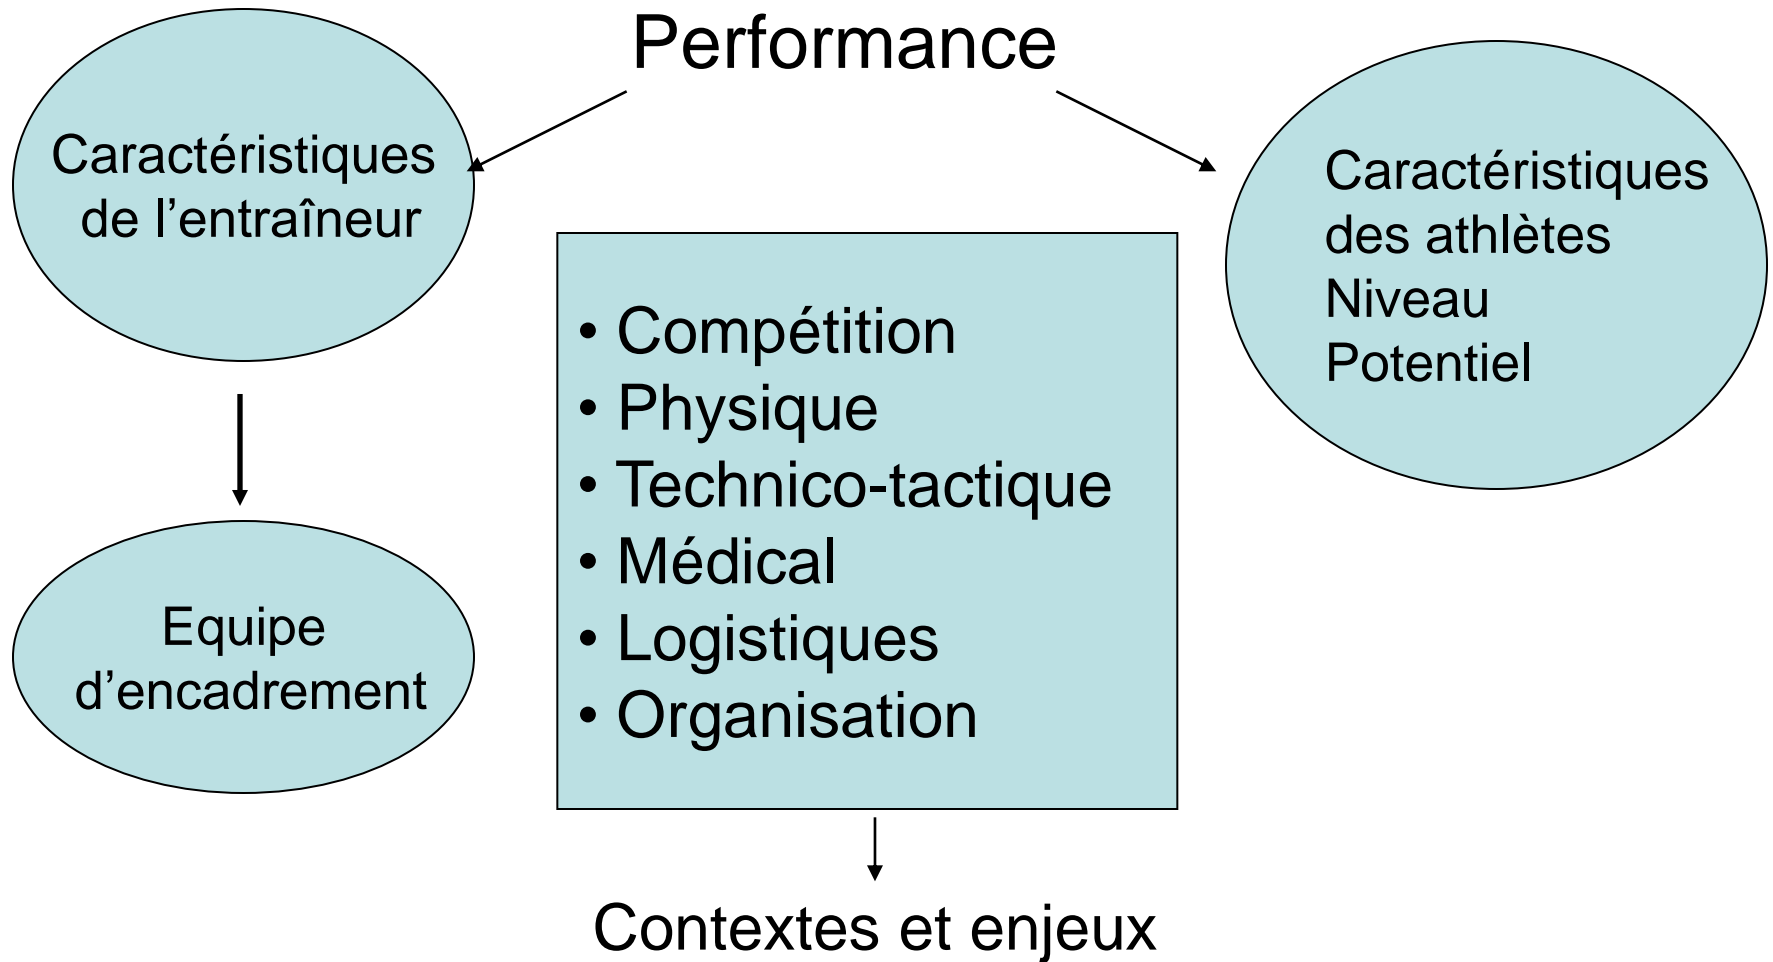 Performance
Caractéristiques
de l’entraîneur
Caractéristiques
des athlètes
Niveau
Potentiel
• Compétition
• Physique
• Technico-tactique
• Médical
• Logistiques
• Organisation
Equipe
d’encadrement
Contextes et enjeux